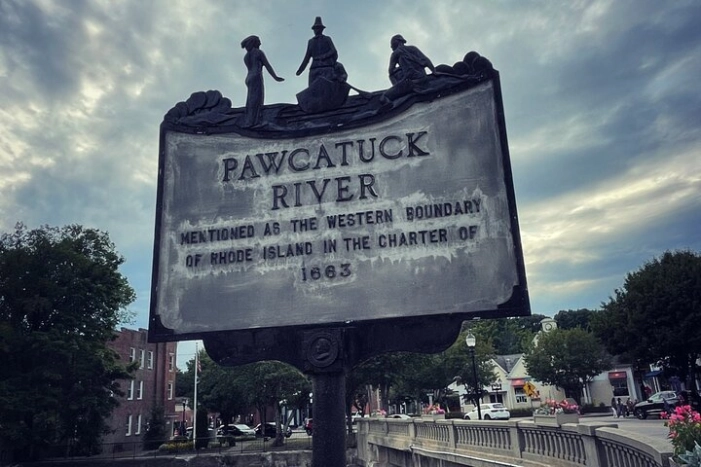 PAWCATUCK
RIVER
MENTIONED AS THE WESTERN BOUNDARY
OF RHODE ISLAND IN THE CHARTER OF
1663